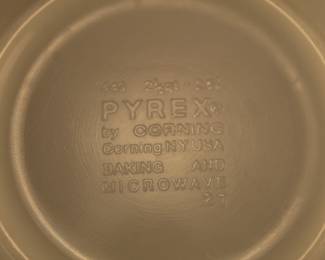 PYREX®
by CORNING
Corning NY USA
BAKING AND
MICROWAVE